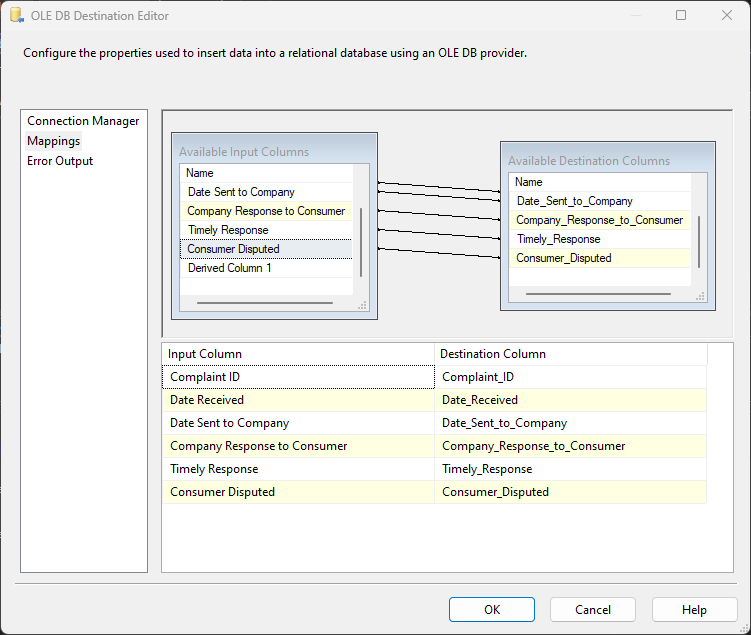 OLE DB Destination Editor
Configure the properties used to insert data into a relational database using an OLE DB provider.
Connection Manager
Mappings
Error Output
Available Input Columns
Name
Date Sent to Company
Company Response to Consumer
Timely Response
Consumer Disputed
Derived Column 1
Available Destination Columns
Name
Date_Sent_to_Company
Company_Response_to_Consumer
Timely_Response
Consumer_Disputed
Input Column Destination Column
Complaint ID Complaint_ID
Date Received Date_Received
Date Sent to Company Date_Sent_to_Company
Company Response to Consumer Company_Response_to_Consumer
Timely Response Timely_Response
Consumer Disputed Consumer_Disputed
OK Cancel Help